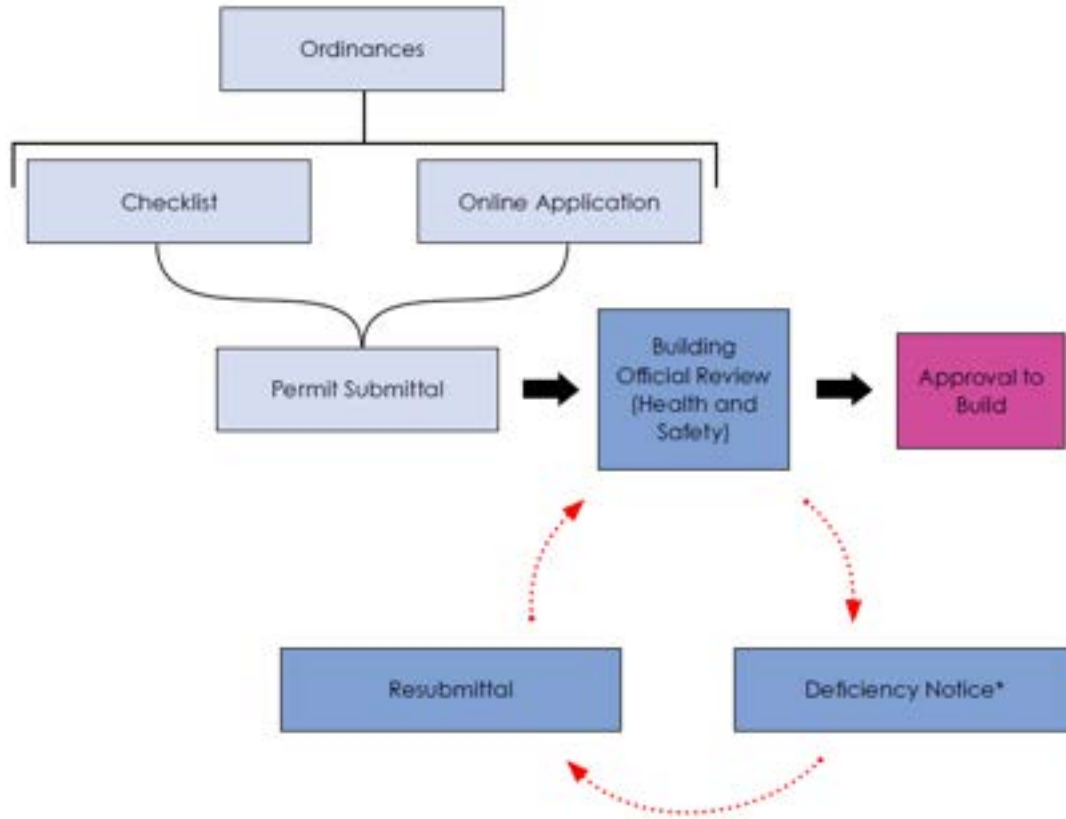 Ordinances
Checklist
Online Application
Permit Submittal
Building
Official Review
(Health and
Safety)
Approval to
Build
Resubmittal
Deficiency Notice*